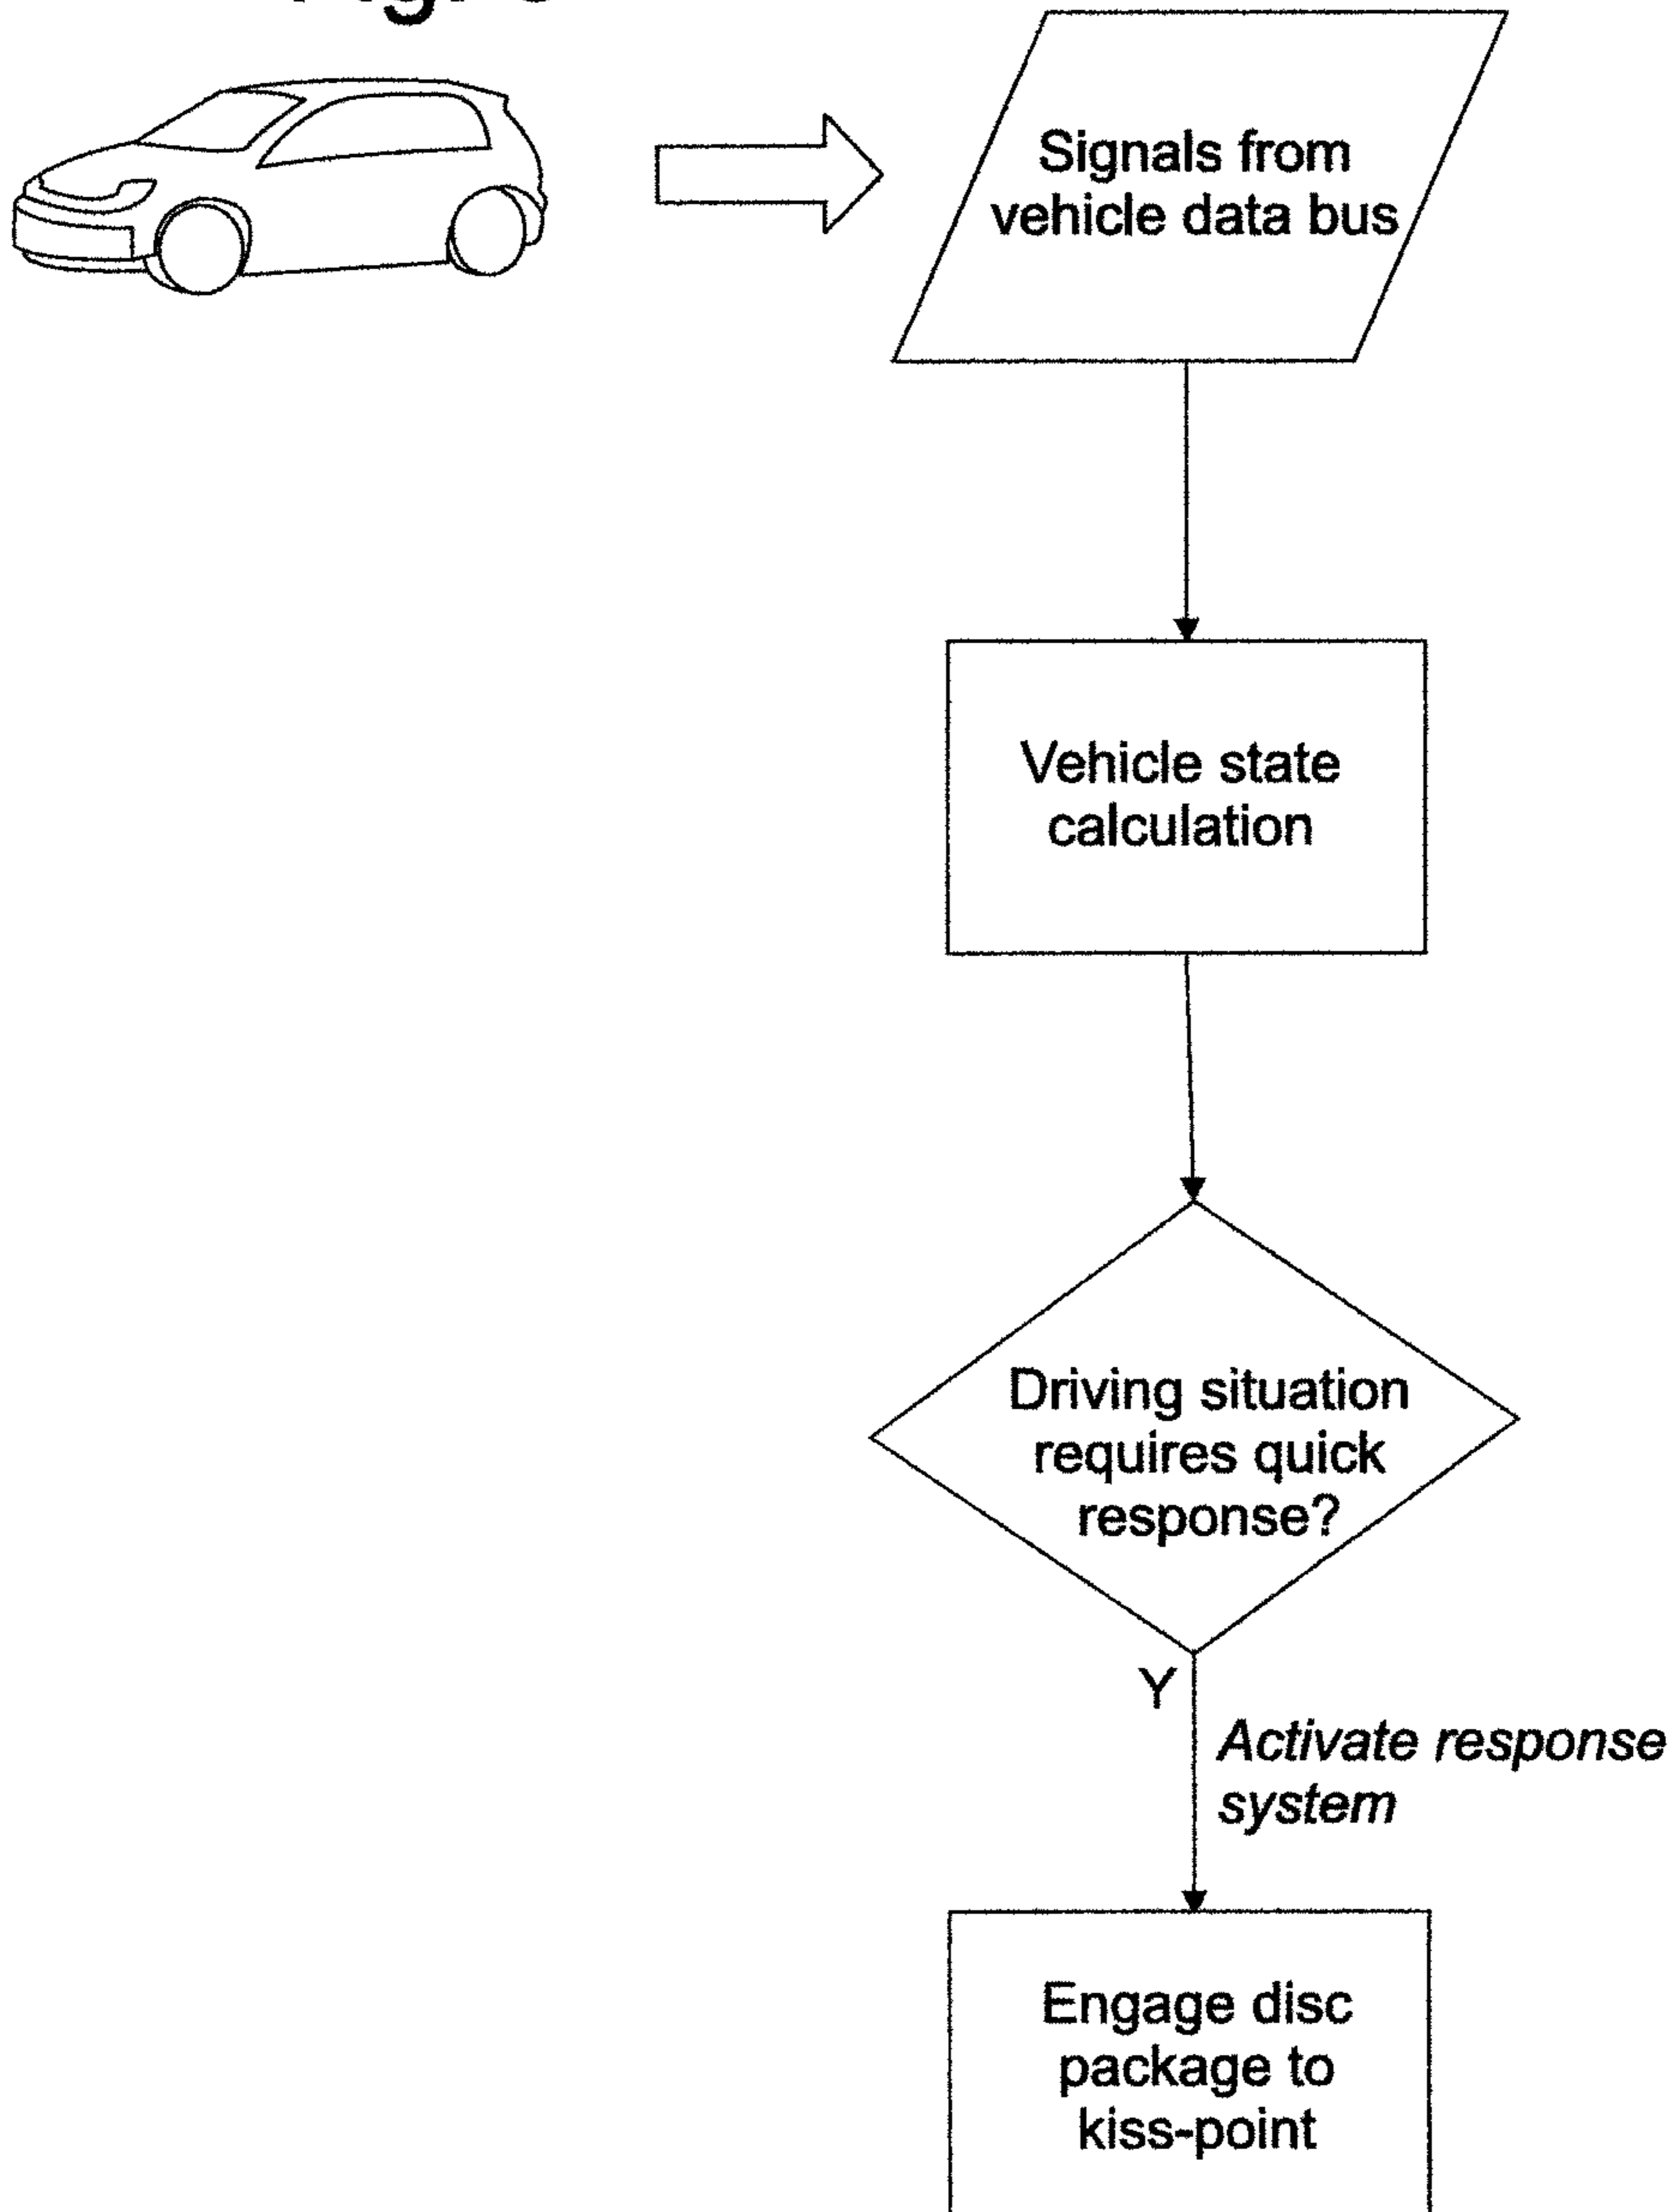 Signals from
vehicle data bus
Vehicle state
calculation
Driving situation
requires quick
response?
Y
Activate response
system
Engage disc
package to
kiss-point